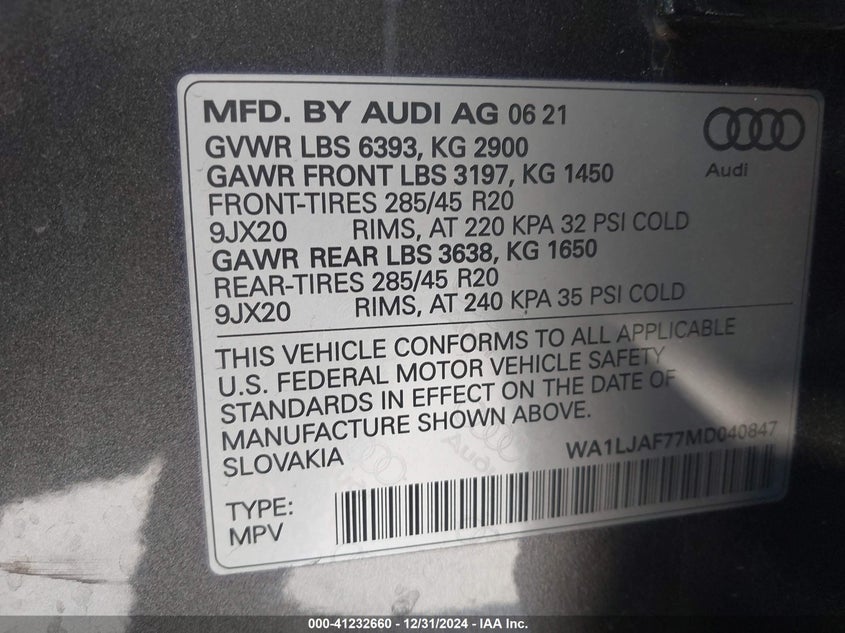 MFD. BY AUDI AG 06 21
GVWR LBS 6393, KG 2900
GAWR FRONT LBS 3197, KG 1450
FRONT-TIRES 285/45 R20
9JX20 RIMS, AT 220 KPA 32 PSI COLD
GAWR REAR LBS 3638, KG 1650
REAR-TIRES 285/45 R20
9JX20 RIMS, AT 240 KPA 35 PSI COLD
Audi
THIS VEHICLE CONFORMS TO ALL APPLICABLE
U.S. FEDERAL MOTOR VEHICLE SAFETY
STANDARDS IN EFFECT ON THE DATE OF
MANUFACTURE SHOWN ABOVE.
SLOVAKIA
WA1LJAF77MD040847
TYPE:
MPV
Audi
000-41232660 - 12/31/2024 - IAA Inc.